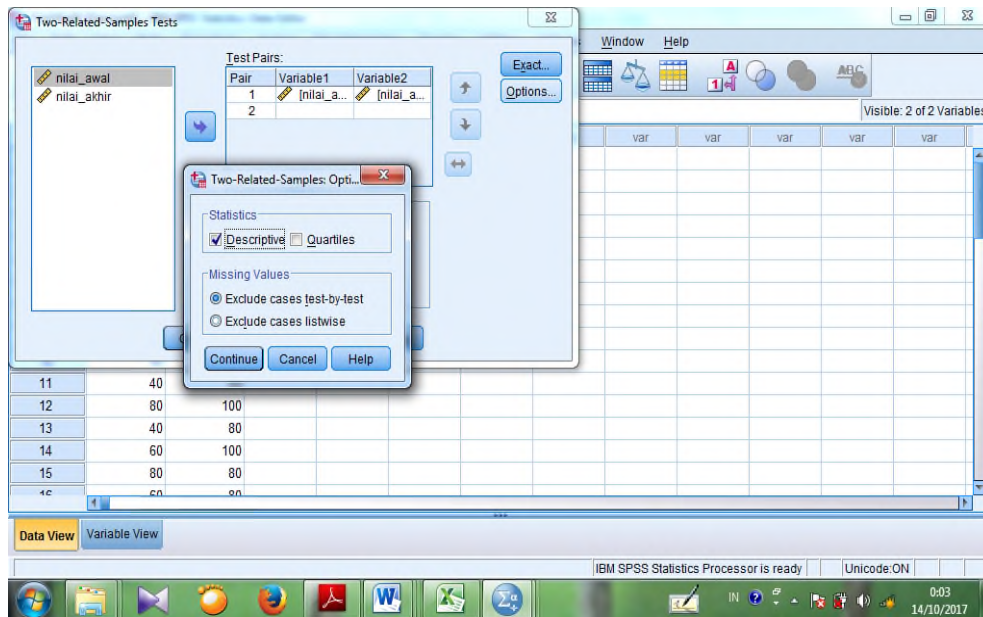 Two-Related-Samples Tests
Window Help
Test Pairs:
nilai_awal
nilai_akhir
Pair Variable1 Variable2
1 [nilai_a... [nilai_a...
2
Exact...
Options...
Visible: 2 of 2 Variables
var var var var var
Two-Related-Samples: Opti...
Statistics
Descriptive Quartiles
Missing Values
Exclude cases test-by-test
Exclude cases listwise
Continue Cancel Help
11 40
12 80 100
13 40 80
14 60 100
15 80 80
16 60 80
Data View Variable View
IBM SPSS Statistics Processor is ready Unicode:ON
IN 0:03
14/10/2017